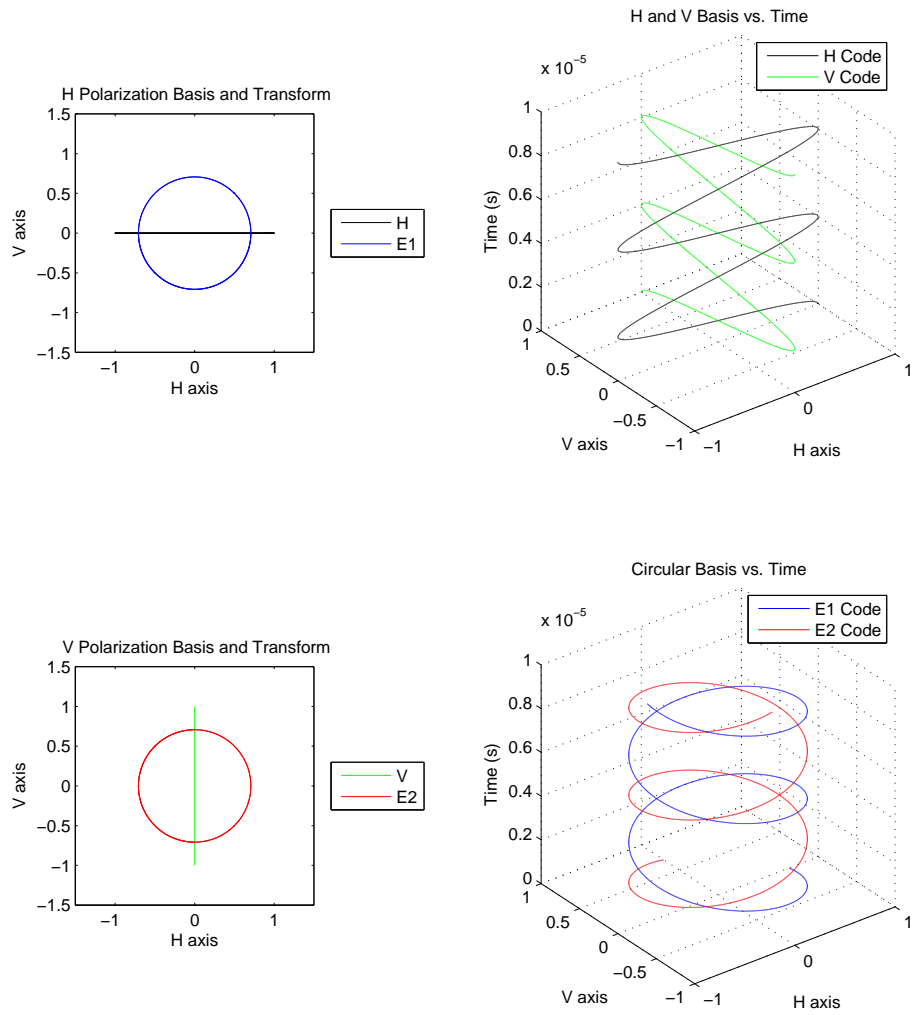 H Polarization Basis and Transform
1.5
1
0.5
0
−0.5
−1
−1.5
V axis
−1 0 1
H axis
H
E1
H and V Basis vs. Time
x 10−5
H Code
V Code
1
0.8
0.6
0.4
0.2
0
Time (s)
1
0.5
0
−0.5
−1
V axis
−1
0
1
H axis
V Polarization Basis and Transform
1.5
1
0.5
0
−0.5
−1
−1.5
V axis
−1 0 1
H axis
V
E2
Circular Basis vs. Time
x 10−5
E1 Code
E2 Code
1
0.8
0.6
0.4
0.2
0
Time (s)
1
0.5
0
−0.5
−1
V axis
−1
0
1
H axis